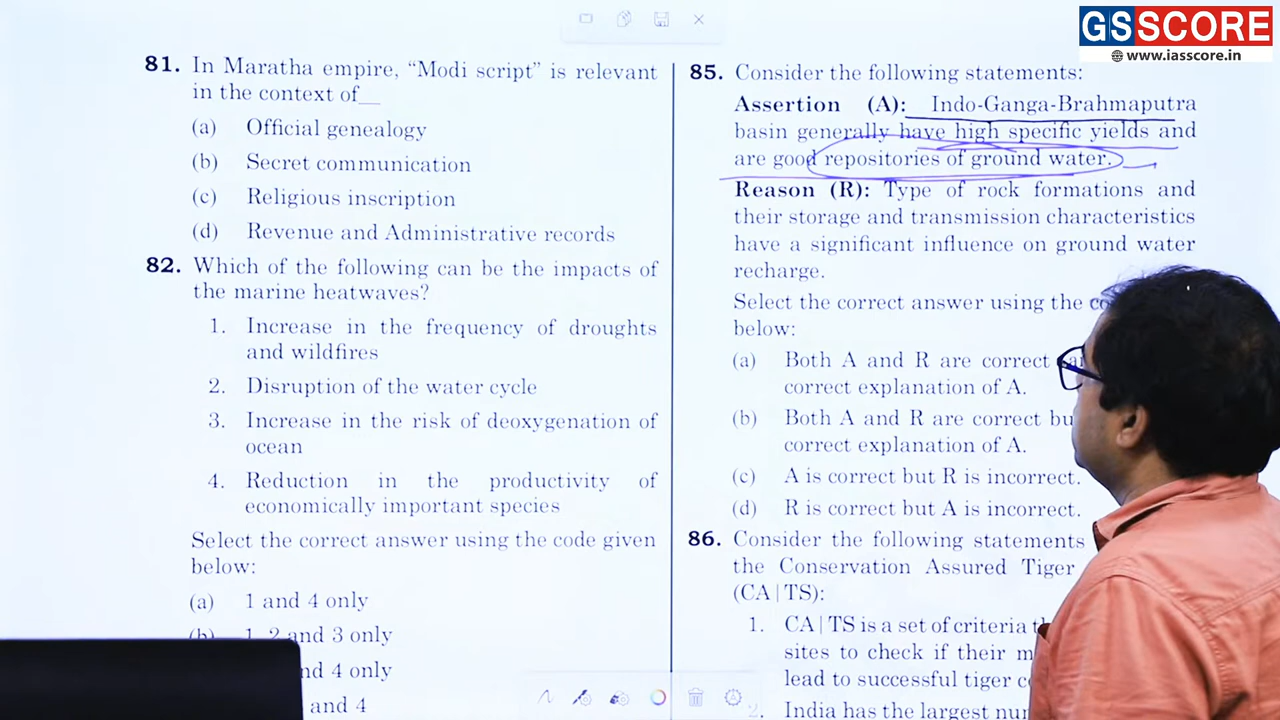 GSSCORE
www.iasscore.in
81. In Maratha empire, “Modi script” is relevant
in the context of__
(a) Official genealogy
(b) Secret communication
(c) Religious inscription
(d) Revenue and Administrative records
82. Which of the following can be the impacts of
the marine heatwaves?
1. Increase in the frequency of droughts
and wildfires
2. Disruption of the water cycle
3. Increase in the risk of deoxygenation of
ocean
4. Reduction in the productivity of
economically important species
Select the correct answer using the code given
below:
(a) 1 and 4 only
(b) 1, 2 and 3 only
and 4 only
and 4
85. Consider the following statements:
Assertion (A): Indo-Ganga-Brahmaputra
basin generally have high specific yields and
are good repositories of ground water.
Reason (R): Type of rock formations and
their storage and transmission characteristics
have a significant influence on ground water
recharge.
Select the correct answer using the
below:
(a) Both A and R are correct
correct explanation of A.
(b) Both A and R are correct
correct explanation of A.
(c) A is correct but R is incorrect.
(d) R is correct but A is incorrect.
86. Consider the following statements
the Conservation Assured Tiger
(CA|TS):
1. CA|TS is a set of criteria
sites to check if their
lead to successful tiger
2. India has the largest